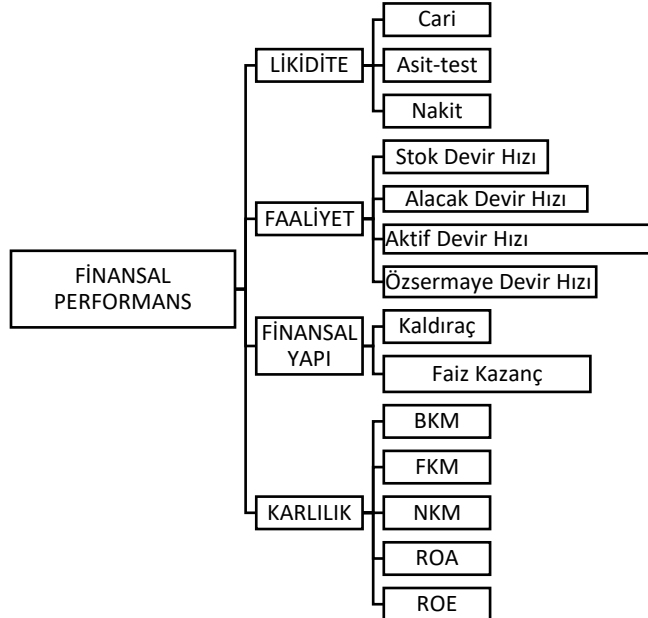 FİNANSAL
PERFORMANS
LİKİDİTE
Cari
Asit-test
Nakit
FAALİYET
Stok Devir Hızı
Alacak Devir Hızı
Aktif Devir Hızı
Özsermaye Devir Hızı
FİNANSAL
YAPI
Kaldıraç
Faiz Kazanç
KARLILIK
BKM
FKM
NKM
ROA
ROE